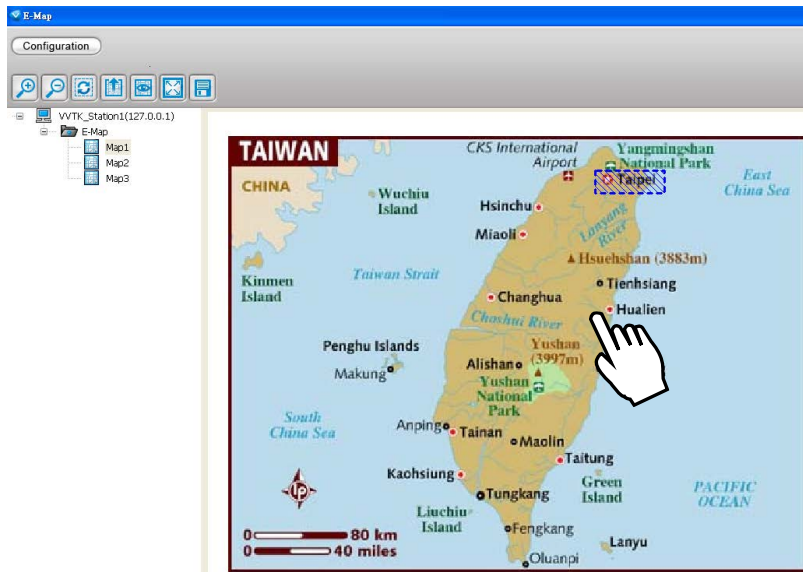 E-Map
Configuration
VVTK_Station1(127.0.0.1)
E-Map
Map1
Map2
Map3
TAIWAN
CKS International
Airport
Yangmingshan
National Park
Taipei
East
China Sea
CHINA
Wuchiu
Island
Hsinchu
Lanyang
River
Miaoli
Hsuehshan (3883m)
Kinmen
Island
Taiwan Strait
Tienhsiang
Changhua
Hualien
Choshui River
Penghu Islands
Yushan
(3997m)
Makung
Alishan
Yushan
National
Park
South
China Sea
Anping
Tainan
Maolin
Taitung
Kaohsiung
Green
Island
PACIFIC
OCEAN
Tungkang
LP
Liuchiu
Island
0 80 km
0 40 miles
Fengkang
Lanyu
Oluanpi